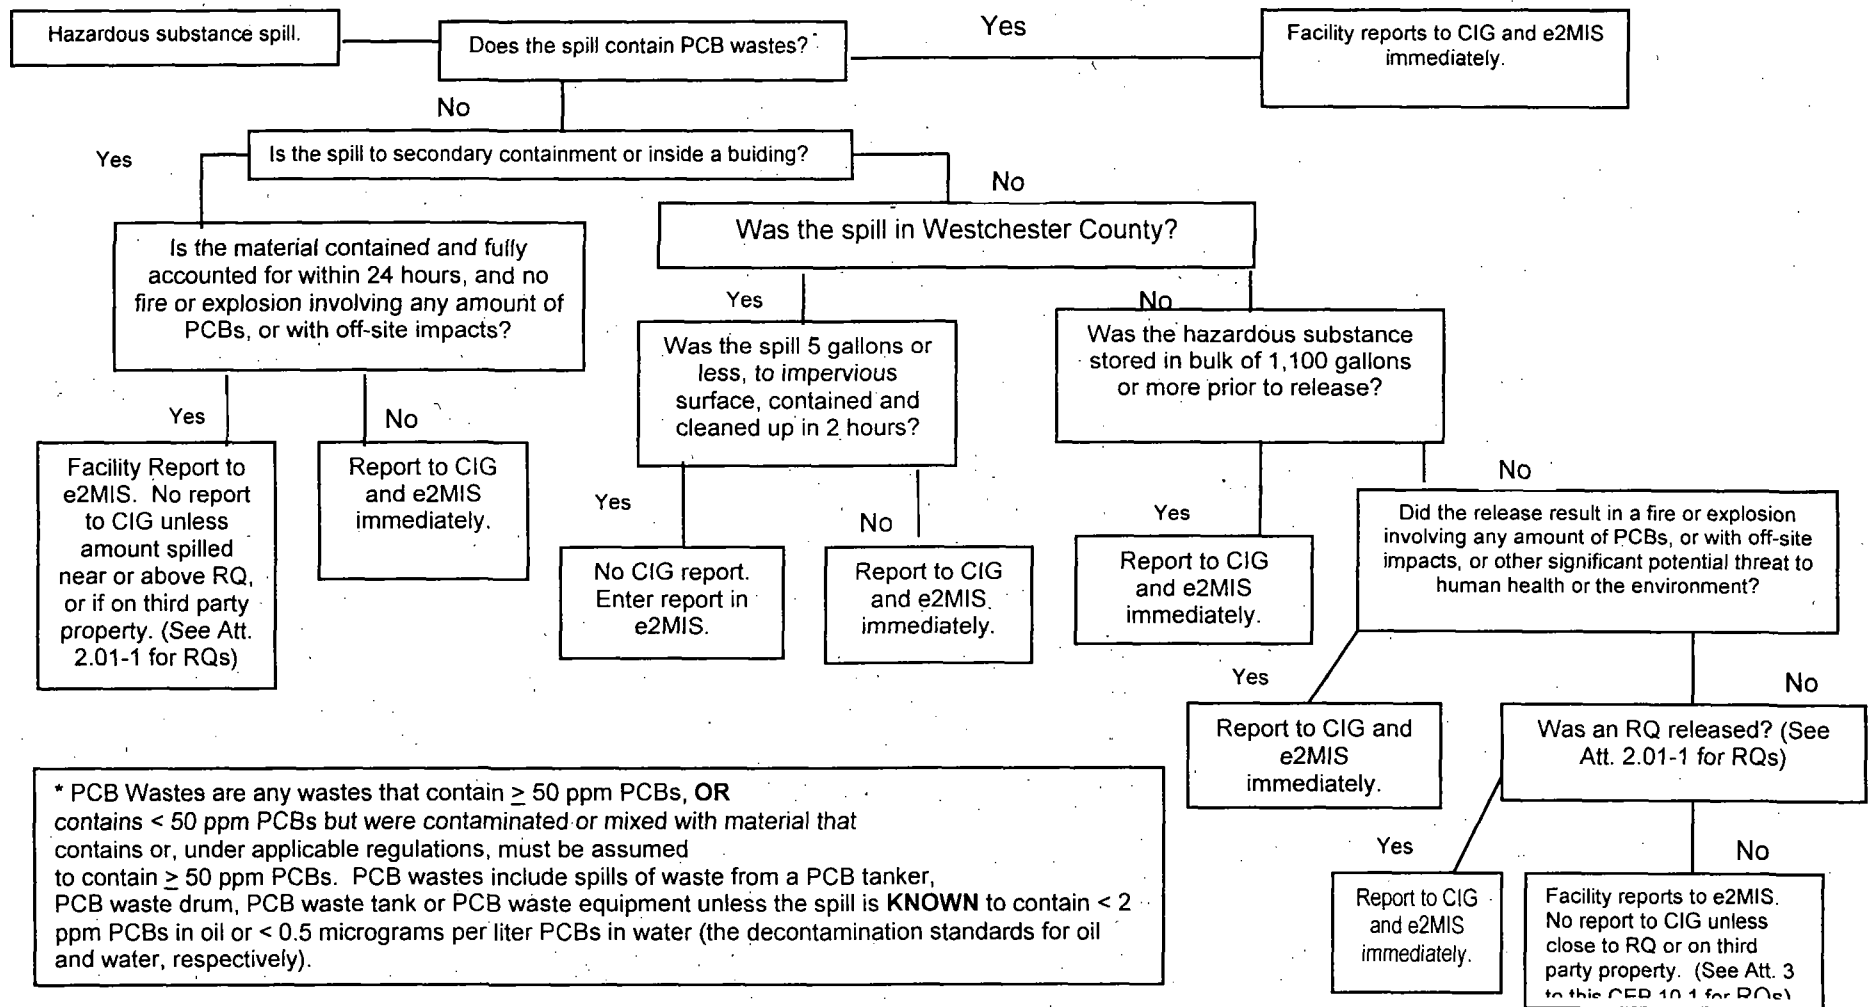 Hazardous substance spill.
Does the spill contain PCB wastes?*
Yes
Facility reports to CIG and e2MIS
immediately.
No
Is the spill to secondary containment or inside a buiding?
Yes
No
Is the material contained and fully
accounted for within 24 hours, and no
fire or explosion involving any amount of
PCBs, or with off-site impacts?
Was the spill in Westchester County?
Yes
No
Was the spill 5 gallons or
less, to impervious
surface, contained and
cleaned up in 2 hours?
Was the hazardous substance
stored in bulk of 1,100 gallons
or more prior to release?
Yes
No
Facility Report to
e2MIS. No report
to CIG unless
amount spilled
near or above RQ,
or if on third party
property. (See Att.
2.01-1 for RQs)
Report to CIG
and e2MIS
immediately.
Yes
No
No CIG report.
Enter report in
e2MIS.
Report to CIG
and e2MIS
immediately.
Yes
No
Report to CIG
and e2MIS
immediately.
Did the release result in a fire or explosion
involving any amount of PCBs, or with off-site
impacts, or other significant potential threat to
human health or the environment?
Yes
No
Report to CIG and
e2MIS
immediately.
Was an RQ released? (See
Att. 2.01-1 for RQs)
Yes
No
Report to CIG
and e2MIS
immediately.
Facility reports to e2MIS.
No report to CIG unless
close to RQ or on third
party property. (See Att. 3
to this CEP 10.1 for RQs)
* PCB Wastes are any wastes that contain ≥ 50 ppm PCBs, OR
contains < 50 ppm PCBs but were contaminated or mixed with material that
contains or, under applicable regulations, must be assumed
to contain ≥ 50 ppm PCBs. PCB wastes include spills of waste from a PCB tanker,
PCB waste drum, PCB waste tank or PCB waste equipment unless the spill is KNOWN to contain < 2
ppm PCBs in oil or < 0.5 micrograms per liter PCBs in water (the decontamination standards for oil
and water, respectively).